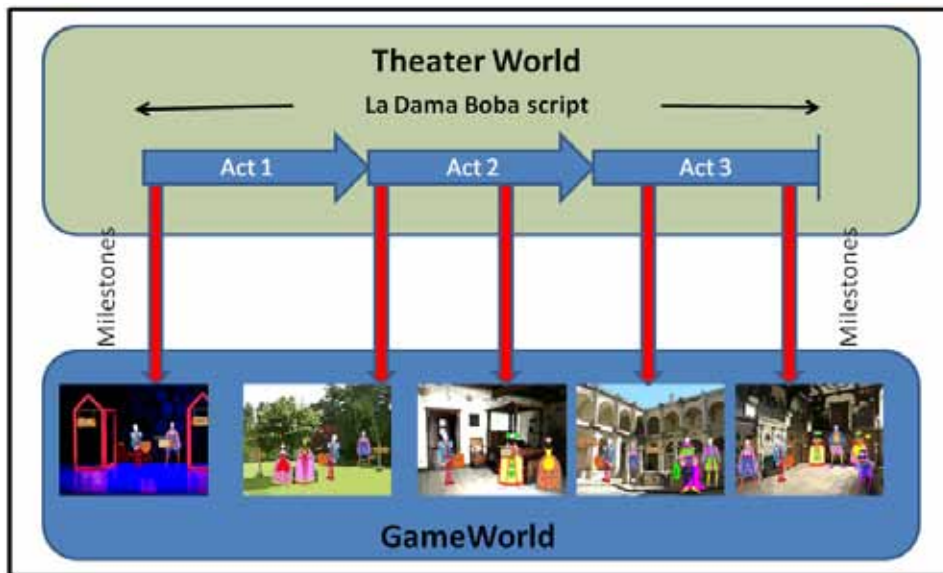 Theater World
La Dama Boba script
Act 1
Act 2
Act 3
Milestones
Milestones
GameWorld